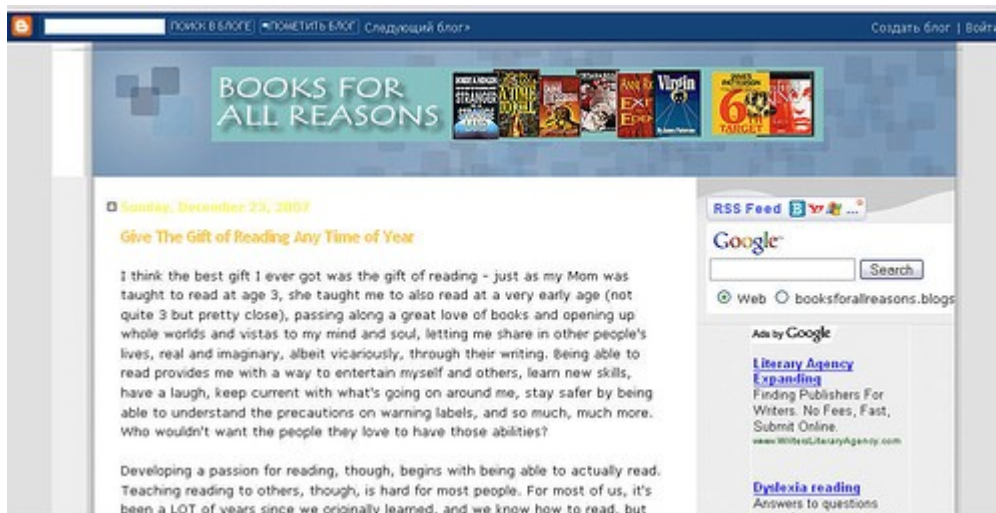 ПОИСК В БЛОГЕ ПОМЕТИТЬ БЛОГ Следующий блог» Создать блог | Войти
BOOKS FOR
ALL REASONS
STRANGER
Virgin
6th
TARGET
Sunday, December 23, 2007
Give The Gift of Reading Any Time of Year
I think the best gift I ever got was the gift of reading - just as my Mom was
taught to read at age 3, she taught me to also read at a very early age (not
quite 3 but pretty close), passing along a great love of books and opening up
whole worlds and vistas to my mind and soul, letting me share in other people's
lives, real and imaginary, albeit vicariously, through their writing. Being able to
read provides me with a way to entertain myself and others, learn new skills,
have a laugh, keep current with what's going on around me, stay safer by being
able to understand the precautions on warning labels, and so much, much more.
Who wouldn't want the people they love to have those abilities?
Developing a passion for reading, though, begins with being able to actually read.
Teaching reading to others, though, is hard for most people. For most of us, it's
been a LOT of years since we originally learned, and we know how to read, but
RSS Feed
Google
Search
Web booksforallreasons.blogs
Ads by Google
Literary Agency
Expanding
Finding Publishers For
Writers. No Fees, Fast,
Submit Online.
www.WritersLiteraryAgency.com
Dyslexia reading
Answers to questions